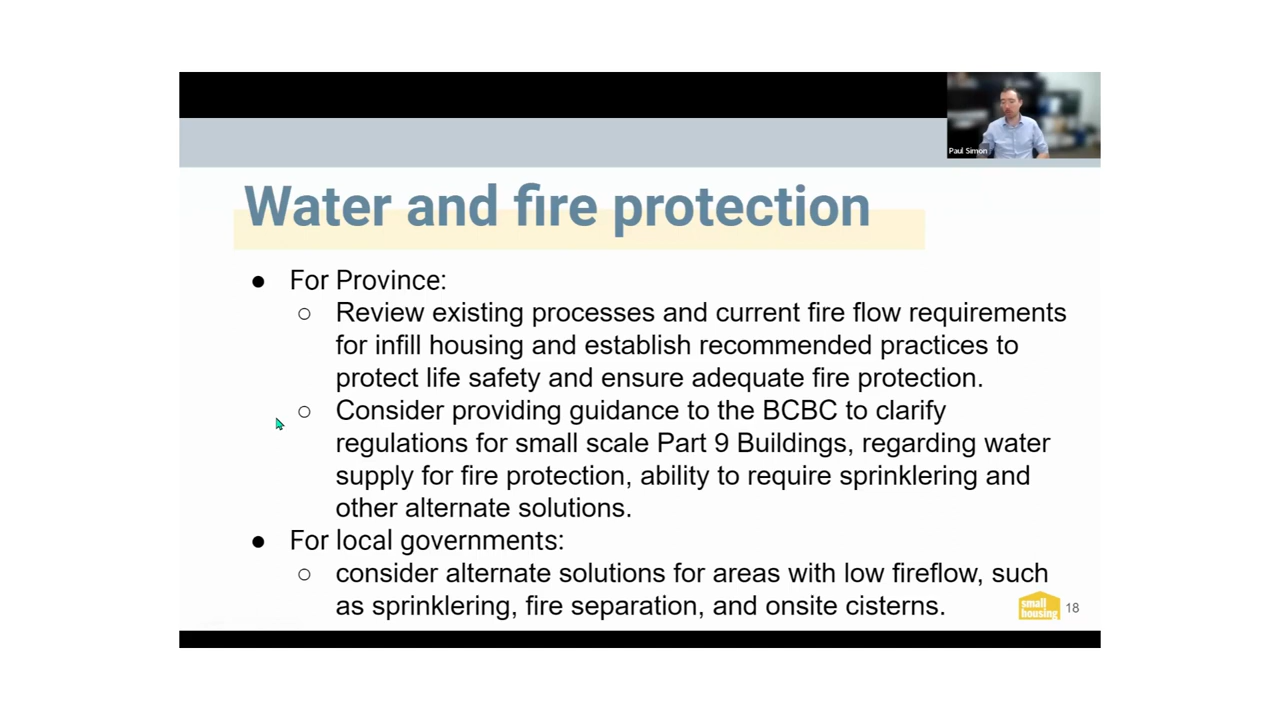 Paul Simon
Water and fire protection
● For Province:
○ Review existing processes and current fire flow requirements
for infill housing and establish recommended practices to
protect life safety and ensure adequate fire protection.
○ Consider providing guidance to the BCBC to clarify
regulations for small scale Part 9 Buildings, regarding water
supply for fire protection, ability to require sprinklering and
other alternate solutions.
● For local governments:
○ consider alternate solutions for areas with low fireflow, such
as sprinklering, fire separation, and onsite cisterns.
small
housing
18